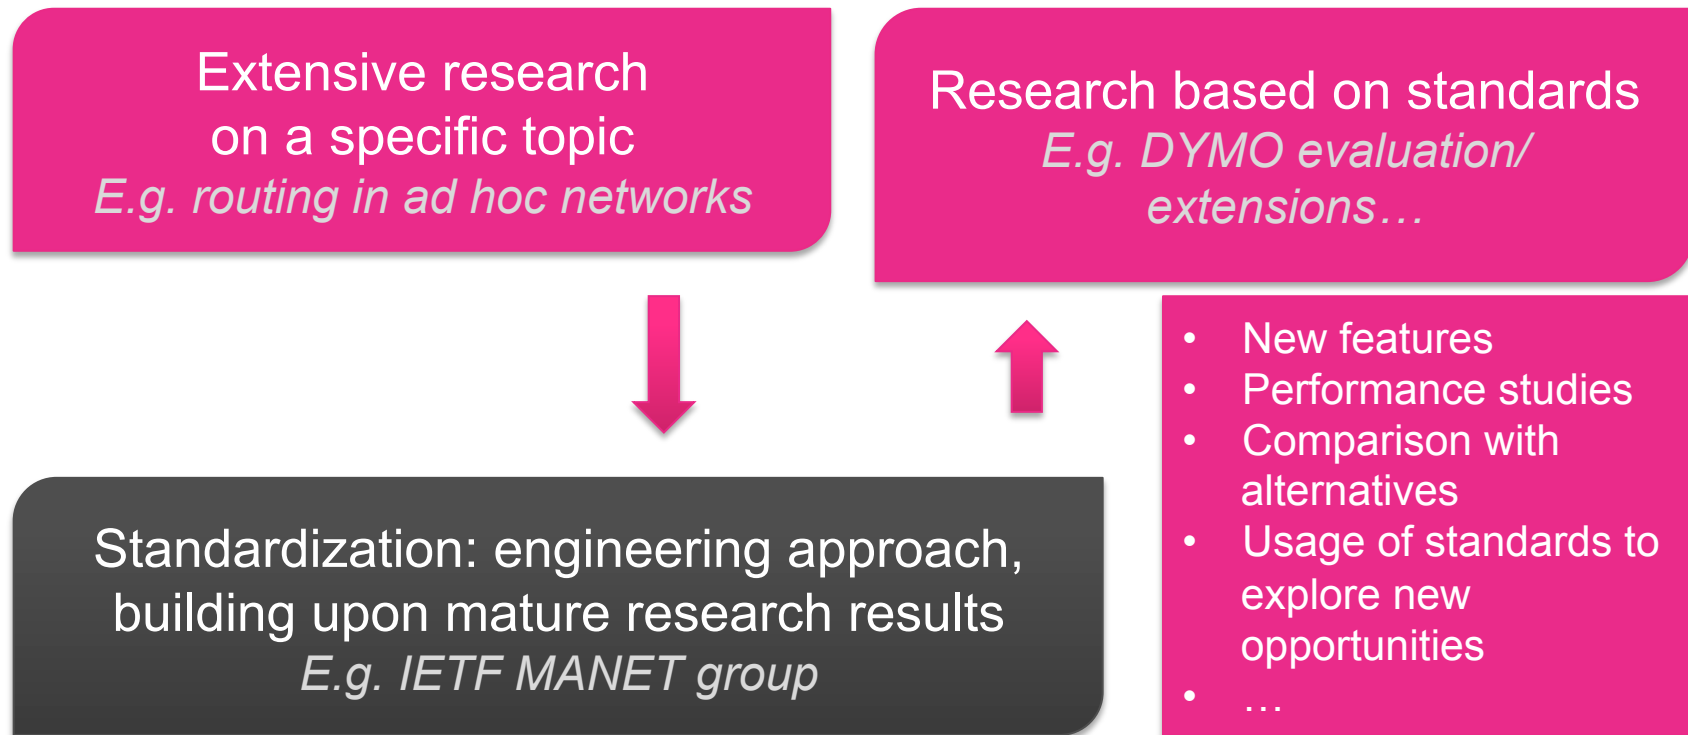 Extensive research
on a specific topic
E.g. routing in ad hoc networks
Research based on standards
E.g. DYMO evaluation/
extensions…
Standardization: engineering approach,
building upon mature research results
E.g. IETF MANET group
• New features
• Performance studies
• Comparison with
alternatives
• Usage of standards to
explore new
opportunities
• …